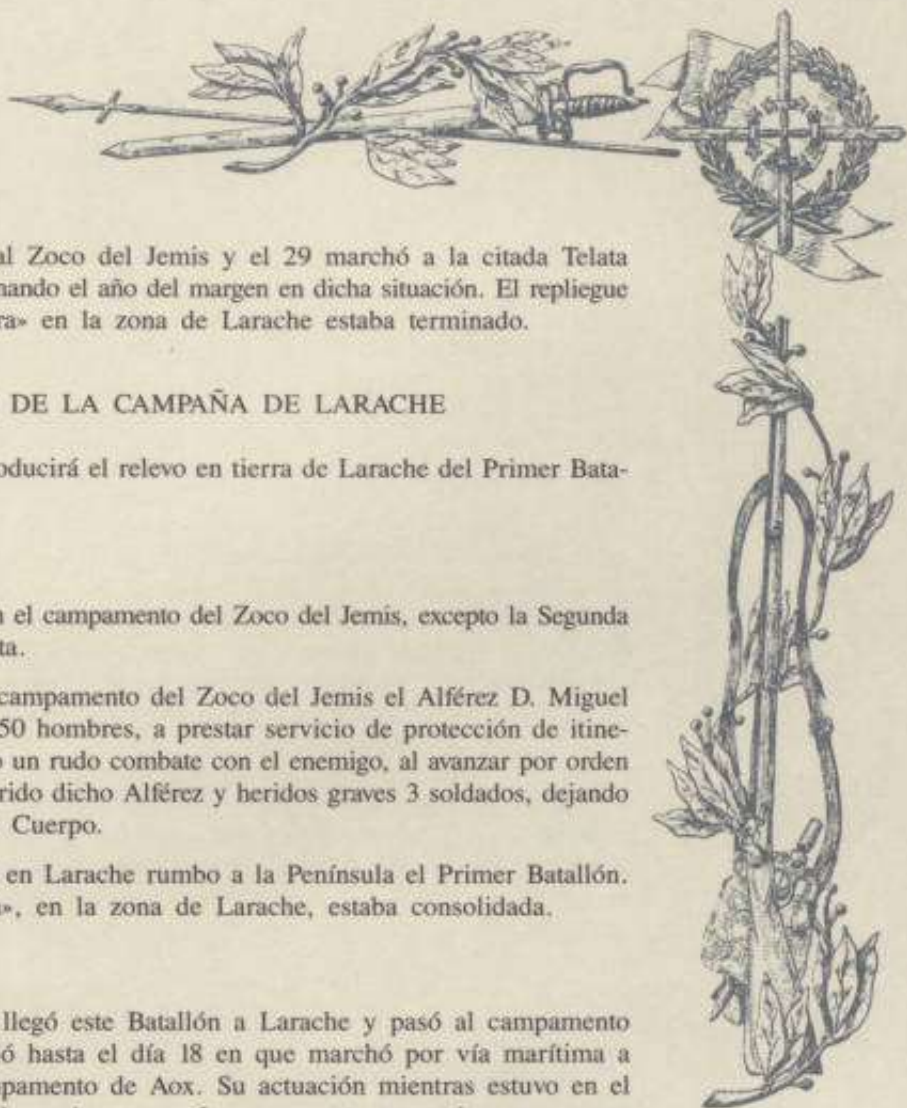 al Zoco del Jemis y el 29 marchó a la citada Telata
nando el año del margen en dicha situación. El repliegue
ra» en la zona de Larache estaba terminado.
DE LA CAMPAÑA DE LARACHE
oducirá el relevo en tierra de Larache del Primer Bata-
n el campamento del Zoco del Jemis, excepto la Segunda
ta.
campamento del Zoco del Jemis el Alférez D. Miguel
50 hombres, a prestar servicio de protección de itine-
o un rudo combate con el enemigo, al avanzar por orden
rido dicho Alférez y heridos graves 3 soldados, dejando
Cuerpo.
en Larache rumbo a la Península el Primer Batallón.
», en la zona de Larache, estaba consolidada.
llegó este Batallón a Larache y pasó al campamento
ó hasta el día 18 en que marchó por vía marítima a
pamento de Aox. Su actuación mientras estuvo en el